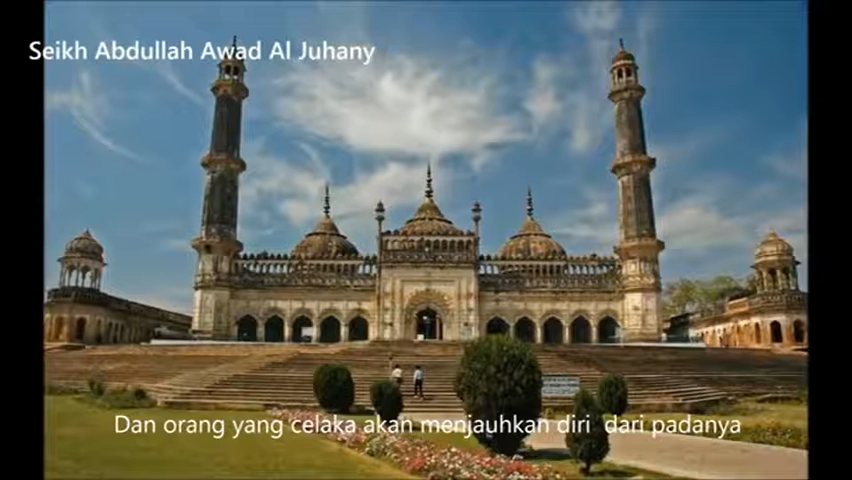 Seikh Abdullah Awad Al Juhany
Dan orang yang celaka akan menjauhkan diri dari padanya